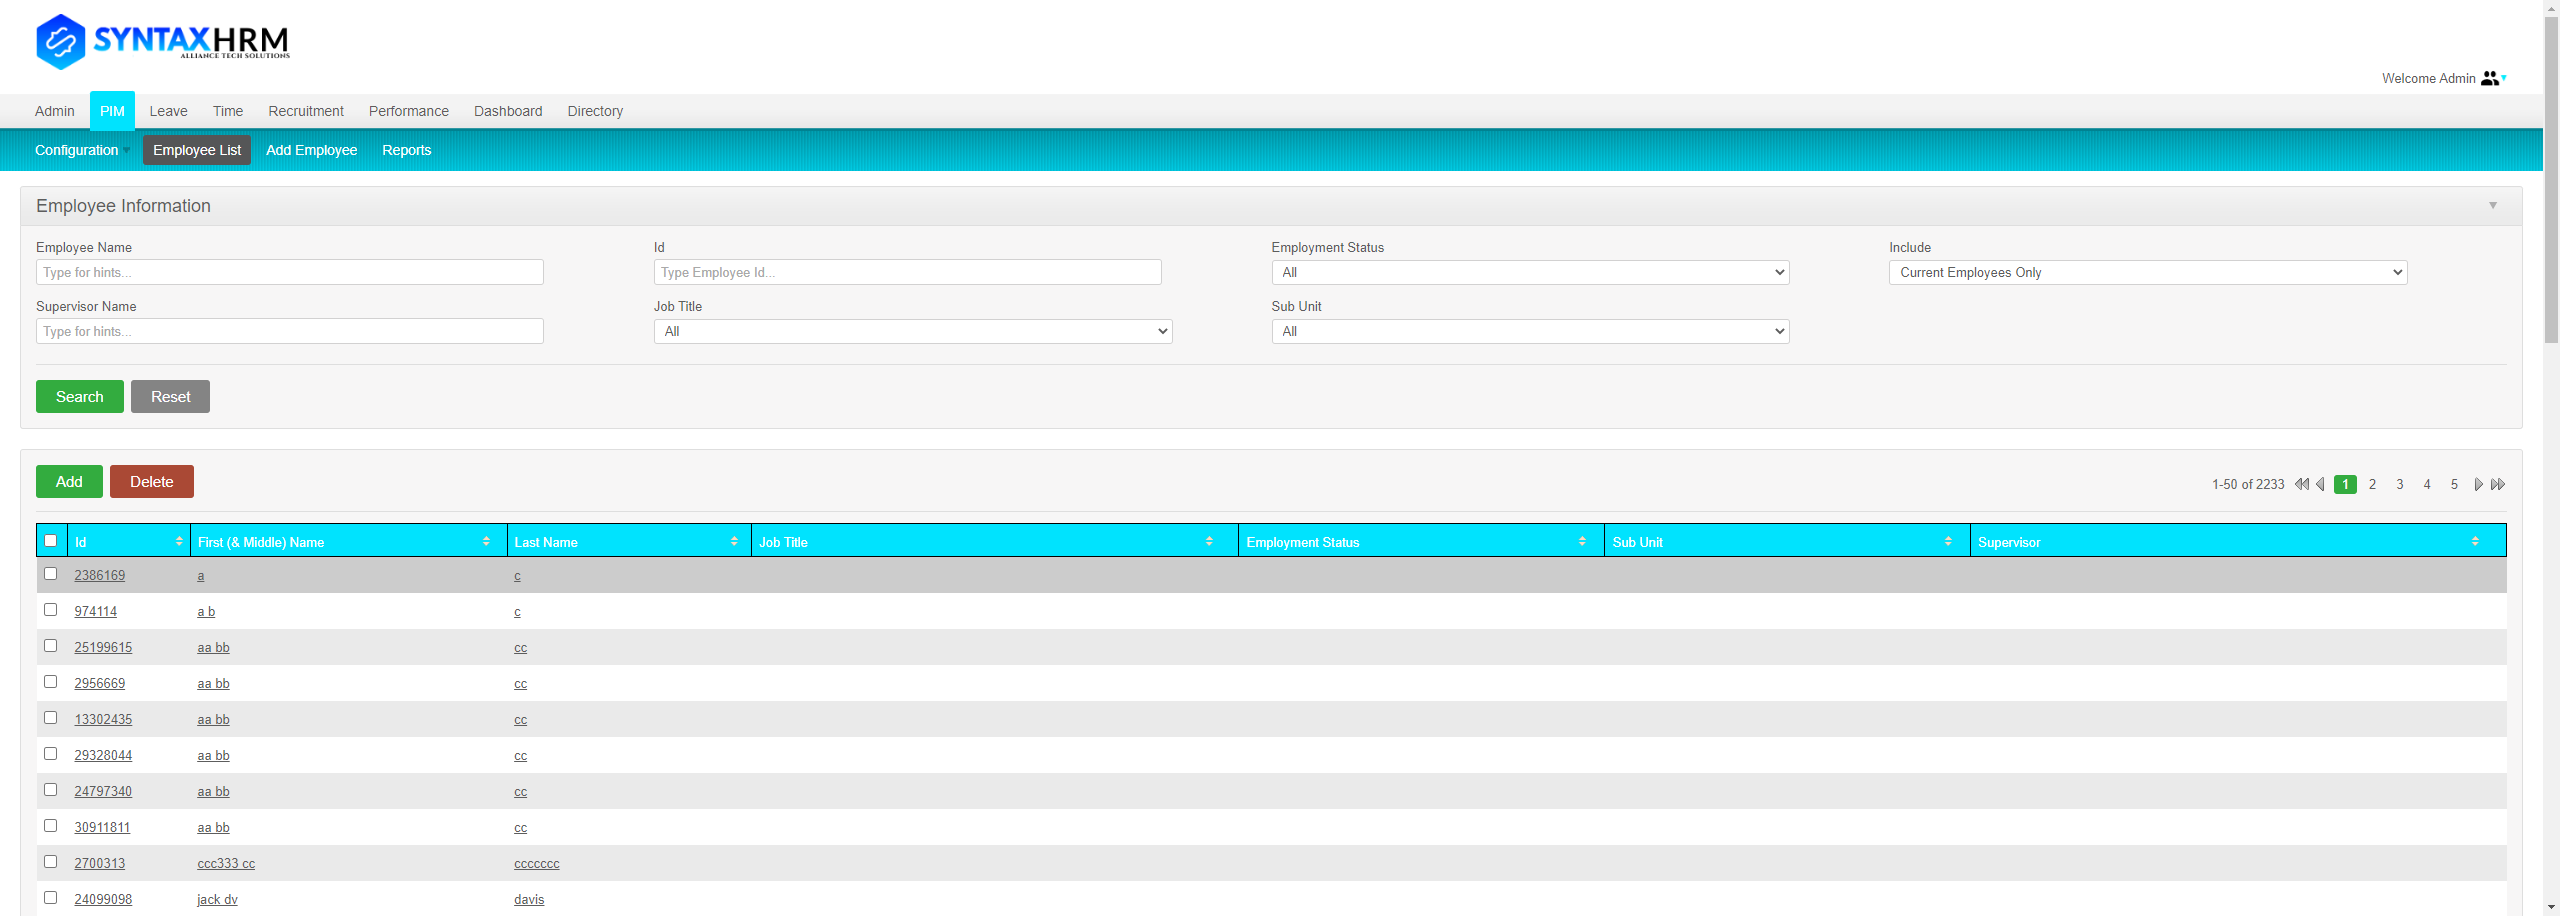 SYNTAXHRM
ALLIANCE TECH SOLUTIONS
Welcome Admin
Admin PIM Leave Time Recruitment Performance Dashboard Directory
Configuration Employee List Add Employee Reports
Employee Information
Employee Name Id Employment Status Include
Type for hints... Type Employee Id... All Current Employees Only
Supervisor Name Job Title Sub Unit
Type for hints... All All
Search Reset
Add Delete 1-50 of 2233 1 2 3 4 5
Id First (& Middle) Name Last Name Job Title Employment Status Sub Unit Supervisor
2386169 a c
974114 a b c
25199615 aa bb cc
2956669 aa bb cc
13302435 aa bb cc
29328044 aa bb cc
24797340 aa bb cc
30911811 aa bb cc
2700313 ccc333 cc ccccccc
24099098 jack dv davis